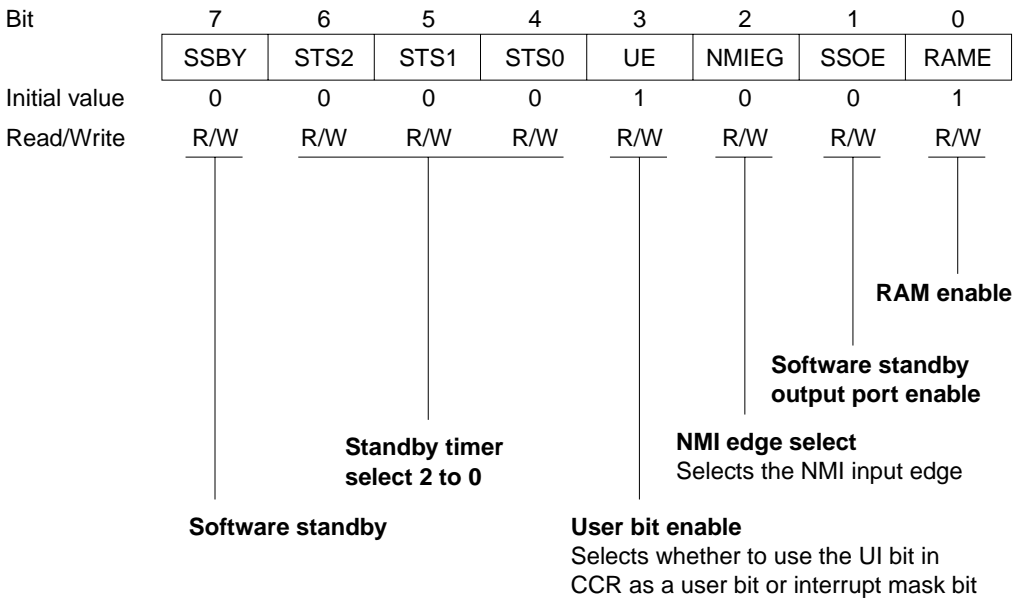 Bit 7 6 5 4 3 2 1 0
SSBY STS2 STS1 STS0 UE NMIEG SSOE RAME
Initial value 0 0 0 0 1 0 0 1
Read/Write R/W R/W R/W R/W R/W R/W R/W R/W
RAM enable
Software standby
output port enable
Standby timer
select 2 to 0
NMI edge select
Selects the NMI input edge
Software standby
User bit enable
Selects whether to use the UI bit in
CCR as a user bit or interrupt mask bit